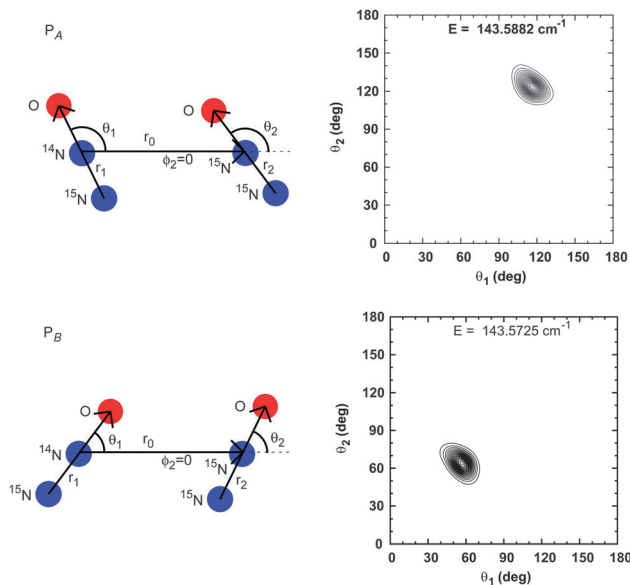 P_A
O
θ₁
¹⁴N
r₀
r₁
ϕ₂=0
¹⁵N
O
θ₂
¹⁵N
r₂
¹⁵N
E = 143.5882 cm⁻¹
180
150
120
90
60
30
0
θ₂ (deg)
0 30 60 90 120 150 180
θ₁ (deg)
P_B
O
θ₁
¹⁴N
r₀
r₁
ϕ₂=0
¹⁵N
O
θ₂
¹⁵N
r₂
¹⁵N
E = 143.5725 cm⁻¹
180
150
120
90
60
30
0
θ₂ (deg)
0 30 60 90 120 150 180
θ₁ (deg)